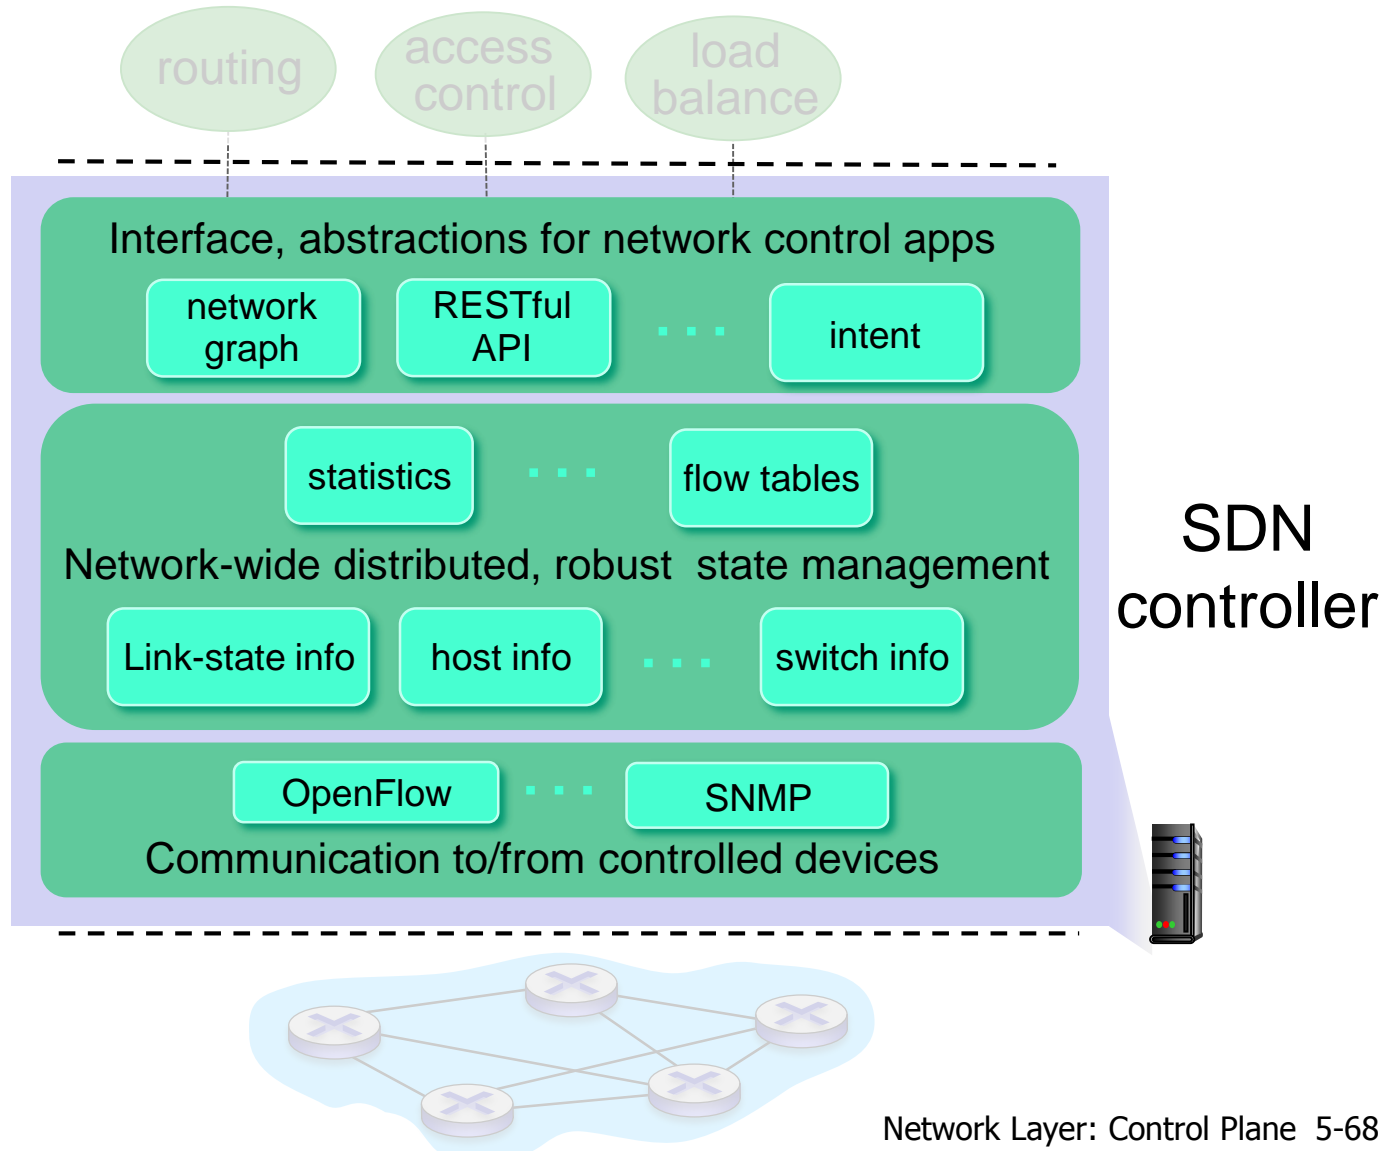 routing
access
control
load
balance
Interface, abstractions for network control apps
network
graph
RESTful
API
intent
statistics
flow tables
Network-wide distributed, robust  state management
Link-state info
host info
switch info
OpenFlow
SNMP
Communication to/from controlled devices
SDN
controller
Network Layer: Control Plane  5-68